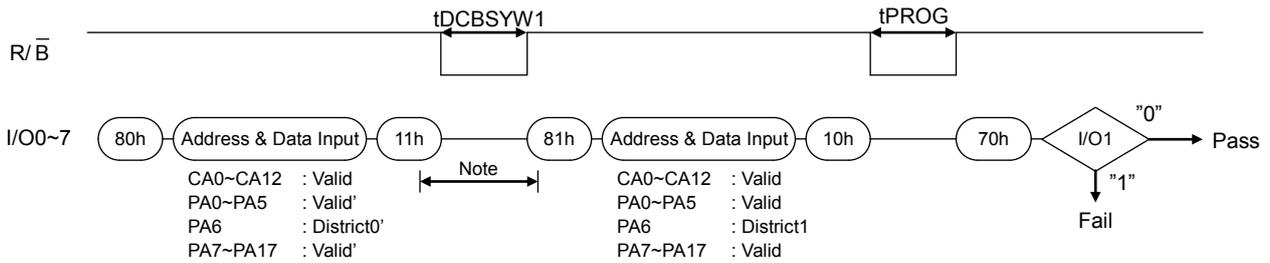 tDCBSYW1 tPROG
R/ B̅
I/O0~7 80h Address & Data Input 11h 81h Address & Data Input 10h 70h I/O1 ”0” Pass
Note
”1”
Fail
CA0~CA12 : Valid
PA0~PA5 : Valid’
PA6 : District0’
PA7~PA17 : Valid’
CA0~CA12 : Valid
PA0~PA5 : Valid
PA6 : District1
PA7~PA17 : Valid